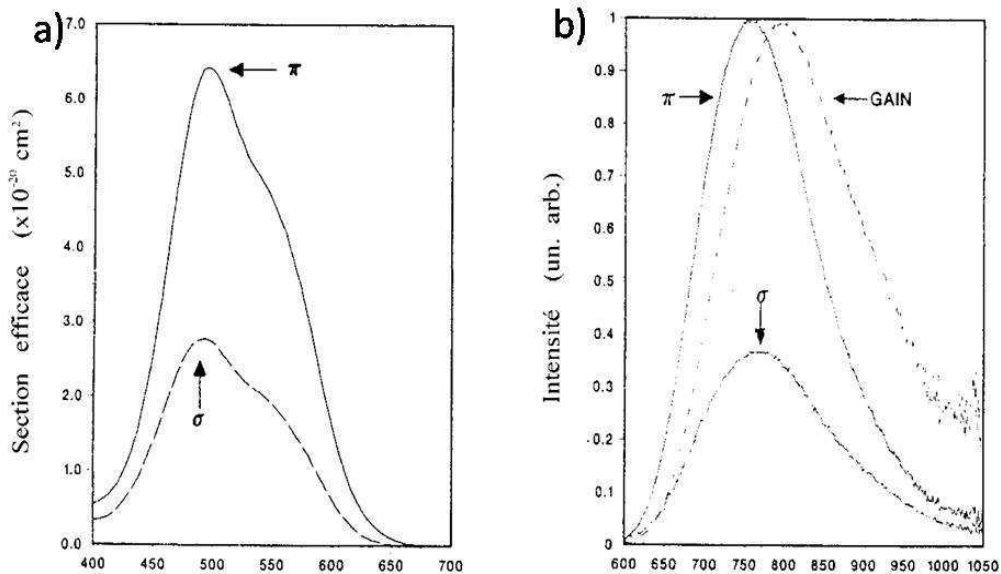 a)
Section efficace (x10⁻²⁰ cm²)
7.0
6.0
5.0
4.0
3.0
2.0
1.0
0.0
π
σ
400 450 500 550 600 650 700
b)
Intensité (un. arb.)
1
0.9
0.8
0.7
0.6
0.5
0.4
0.3
0.2
0.1
0
π
GAIN
σ
600 650 700 750 800 850 900 950 1000 1050